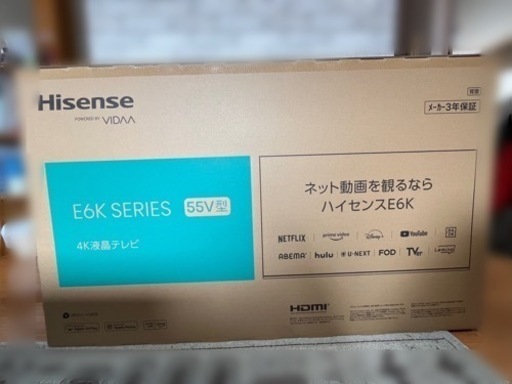 Hisense
POWERED BY VIDAA
メーカー3年保証
E6K SERIES 55V型
4K液晶テレビ
ネット動画を観るなら
ハイセンスE6K
NETFLIX prime video Disney+ YouTube
ABEMA hulu U-NEXT FOD TVer Lemino
HDMI